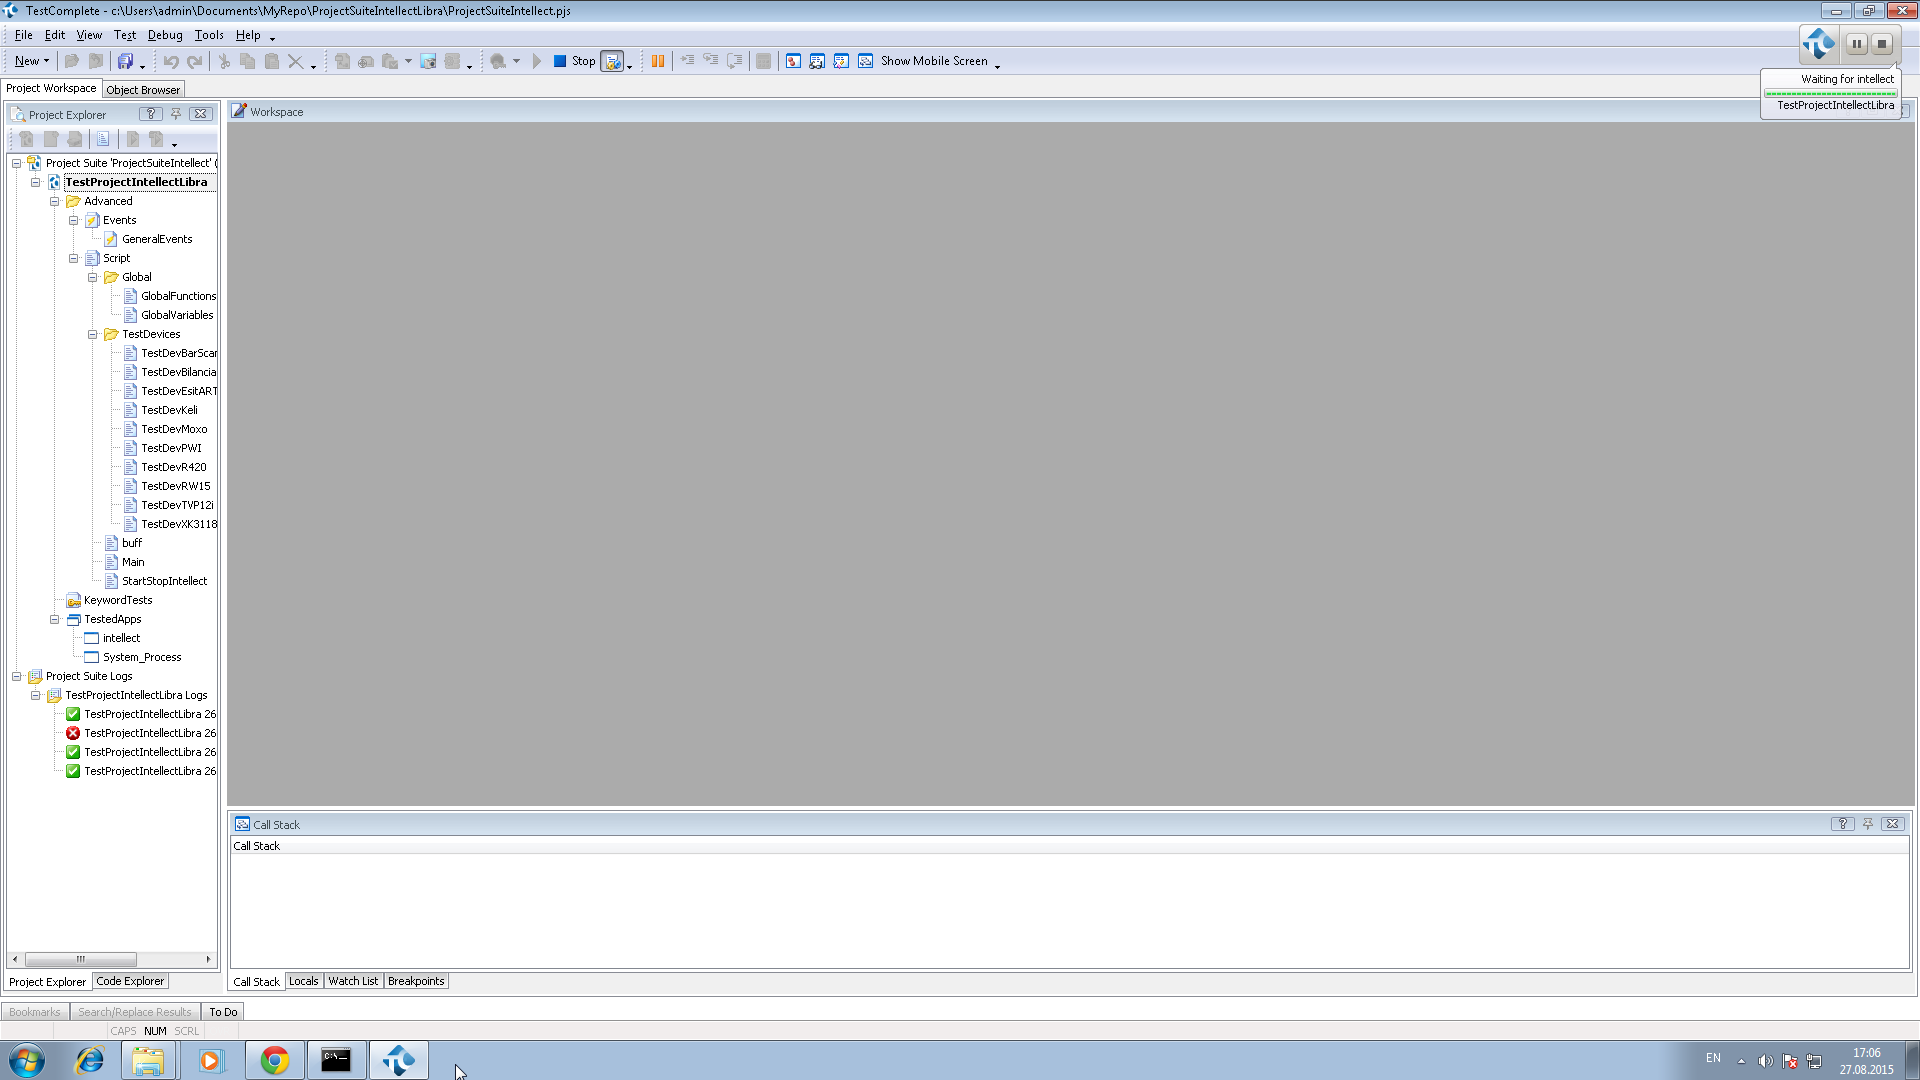 TestComplete - c:\Users\admin\Documents\MyRepo\ProjectSuiteIntellectLibra\ProjectSuiteIntellect.pjs
File Edit View Test Debug Tools Help
New Stop Show Mobile Screen
Waiting for intellect
TestProjectIntellectLibra
Project Workspace Object Browser
Project Explorer
Workspace
Project Suite 'ProjectSuiteIntellect' (
TestProjectIntellectLibra
Advanced
Events
GeneralEvents
Script
Global
GlobalFunctions
GlobalVariables
TestDevices
TestDevBarScar
TestDevBilancia
TestDevEsitART
TestDevKeli
TestDevMoxo
TestDevPWI
TestDevR420
TestDevRW15
TestDevTVP12i
TestDevXK3118
buff
Main
StartStopIntellect
KeywordTests
TestedApps
intellect
System_Process
Project Suite Logs
TestProjectIntellectLibra Logs
TestProjectIntellectLibra 26
TestProjectIntellectLibra 26
TestProjectIntellectLibra 26
TestProjectIntellectLibra 26
Call Stack
Call Stack
Project Explorer Code Explorer
Call Stack Locals Watch List Breakpoints
Bookmarks Search/Replace Results To Do
CAPS NUM SCRL
C:\
EN
17:06
27.08.2015